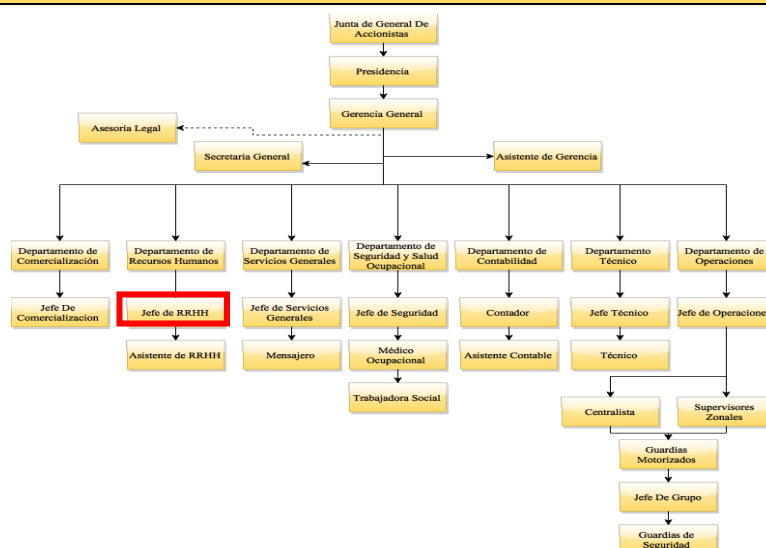 Junta de General De
Accionistas
Presidencia
Gerencia General
Asesoría Legal
Secretaria General
Asistente de Gerencia
Departamento de
Comercialización
Departamento de
Recursos Humanos
Departamento de
Servicios Generales
Departamento de
Seguridad y Salud
Ocupacional
Departamento de
Contabilidad
Departamento
Técnico
Departamento de
Operaciones
Jefe De
Comercializacion
Jefe de RRHH
Jefe de Servicios
Generales
Jefe de Seguridad
Contador
Jefe Técnico
Jefe de Operacione
Asistente de RRHH
Mensajero
Médico
Ocupacional
Asistente Contable
Técnico
Trabajadora Social
Centralista
Supervisores
Zonales
Guardias
Motorizados
Jefe De Grupo
Guardias de
Seguridad